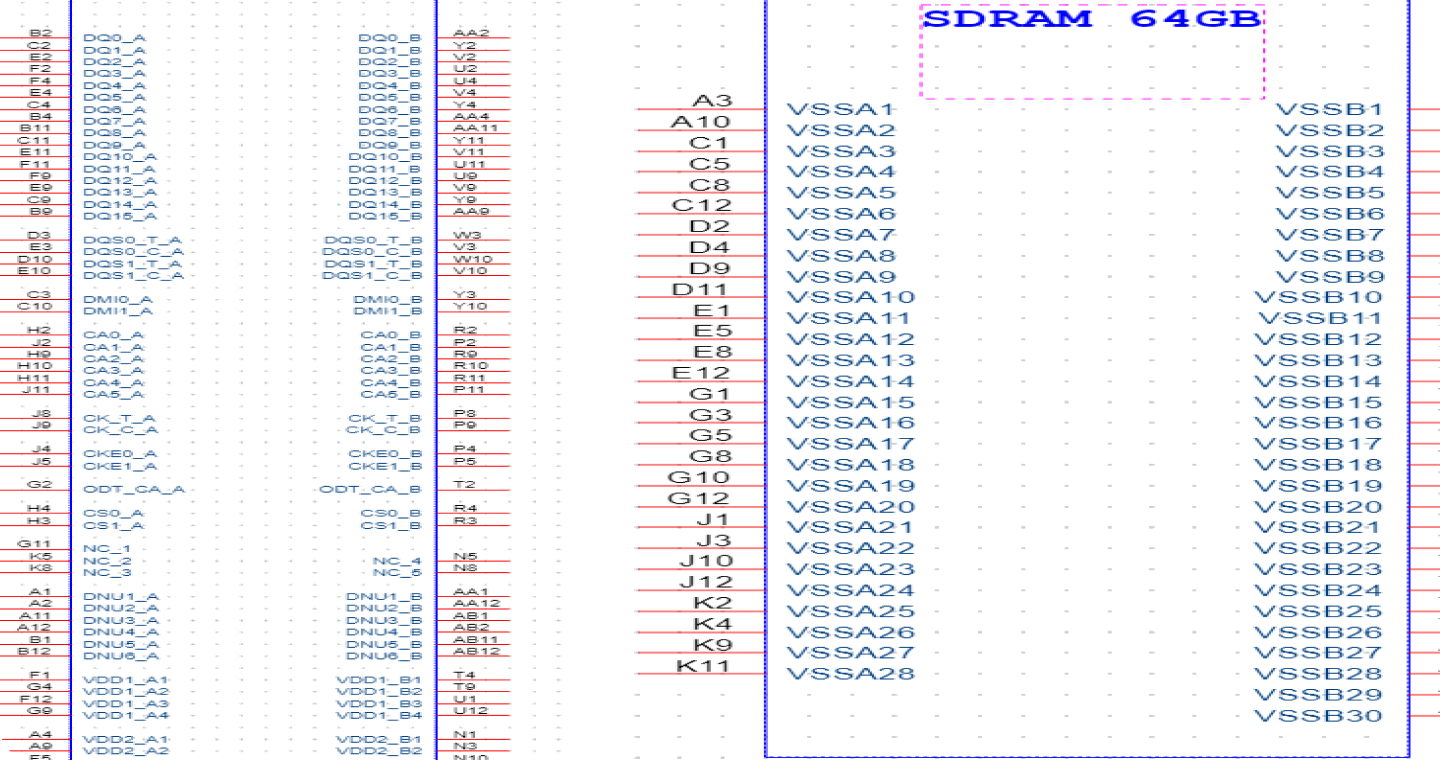 B2 DQ0_A DQ0_B AA2
C2 DQ1_A DQ1_B Y2
E2 DQ2_A DQ2_B V2
F2 DQ3_A DQ3_B U2
F4 DQ4_A DQ4_B U4
E4 DQ5_A DQ5_B V4
C4 DQ6_A DQ6_B Y4
B4 DQ7_A DQ7_B AA4
B11 DQ8_A DQ8_B AA11
C11 DQ9_A DQ9_B Y11
E11 DQ10_A DQ10_B V11
F11 DQ11_A DQ11_B U11
F9 DQ12_A DQ12_B U9
E9 DQ13_A DQ13_B V9
C9 DQ14_A DQ14_B Y9
B9 DQ15_A DQ15_B AA9
D3 DQS0_T_A DQS0_T_B W3
E3 DQS0_C_A DQS0_C_B V3
D10 DQS1_T_A DQS1_T_B W10
E10 DQS1_C_A DQS1_C_B V10
C3 DMI0_A DMI0_B Y3
C10 DMI1_A DMI1_B Y10
H2 CA0_A CA0_B R2
J2 CA1_A CA1_B P2
H9 CA2_A CA2_B R9
H10 CA3_A CA3_B R10
H11 CA4_A CA4_B R11
J11 CA5_A CA5_B P11
J8 CK_T_A CK_T_B P8
J9 CK_C_A CK_C_B P9
J4 CKE0_A CKE0_B P4
J5 CKE1_A CKE1_B P5
G2 ODT_CA_A ODT_CA_B T2
H4 CS0_A CS0_B R4
H3 CS1_A CS1_B R3
G11 NC_1
K5 NC_2 NC_4 N5
K8 NC_3 NC_5 N8
A1 DNU1_A DNU1_B AA1
A2 DNU2_A DNU2_B AA12
A11 DNU3_A DNU3_B AB1
A12 DNU4_A DNU4_B AB2
B1 DNU5_A DNU5_B AB11
B12 DNU6_A DNU6_B AB12
F1 VDD1_A1 VDD1_B1 T4
G4 VDD1_A2 VDD1_B2 T9
F12 VDD1_A3 VDD1_B3 U1
G9 VDD1_A4 VDD1_B4 U12
A4 VDD2_A1 VDD2_B1 N1
A9 VDD2_A2 VDD2_B2 N3
F5 N10
SDRAM 64GB
A3 VSSA1 VSSB1
A10 VSSA2 VSSB2
C1 VSSA3 VSSB3
C5 VSSA4 VSSB4
C8 VSSA5 VSSB5
C12 VSSA6 VSSB6
D2 VSSA7 VSSB7
D4 VSSA8 VSSB8
D9 VSSA9 VSSB9
D11 VSSA10 VSSB10
E1 VSSA11 VSSB11
E5 VSSA12 VSSB12
E8 VSSA13 VSSB13
E12 VSSA14 VSSB14
G1 VSSA15 VSSB15
G3 VSSA16 VSSB16
G5 VSSA17 VSSB17
G8 VSSA18 VSSB18
G10 VSSA19 VSSB19
G12 VSSA20 VSSB20
J1 VSSA21 VSSB21
J3 VSSA22 VSSB22
J10 VSSA23 VSSB23
J12 VSSA24 VSSB24
K2 VSSA25 VSSB25
K4 VSSA26 VSSB26
K9 VSSA27 VSSB27
K11 VSSA28 VSSB28
VSSB29
VSSB30